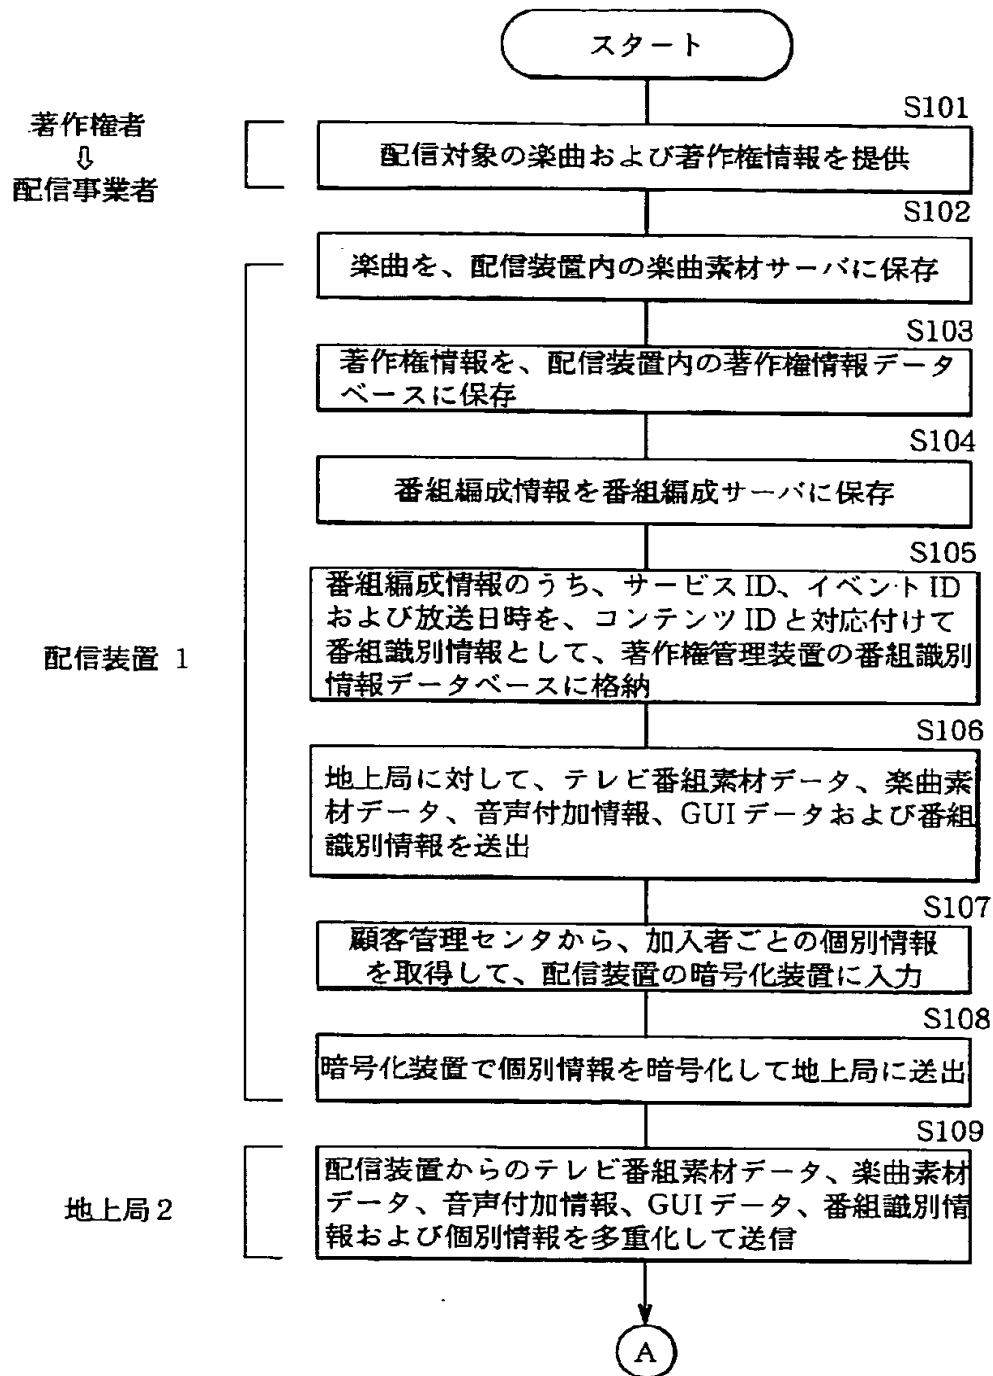 スタート
著作権者
⇩
配信事業者
S101
配信対象の楽曲および著作権情報を提供
S102
楽曲を、配信装置内の楽曲素材サーバに保存
S103
著作権情報を、配信装置内の著作権情報データ
ベースに保存
S104
番組編成情報を番組編成サーバに保存
配信装置 1
S105
番組編成情報のうち、サービスID、イベントID
および放送日時を、コンテンツIDと対応付けて
番組識別情報として、著作権管理装置の番組識別
情報データベースに格納
S106
地上局に対して、テレビ番組素材データ、楽曲素
材データ、音声付加情報、GUIデータおよび番組
識別情報を送出
S107
顧客管理センタから、加入者ごとの個別情報
を取得して、配信装置の暗号化装置に入力
S108
暗号化装置で個別情報を暗号化して地上局に送出
地上局2
S109
配信装置からのテレビ番組素材データ、楽曲素材
データ、音声付加情報、GUIデータ、番組識別情
報および個別情報を多重化して送信
A